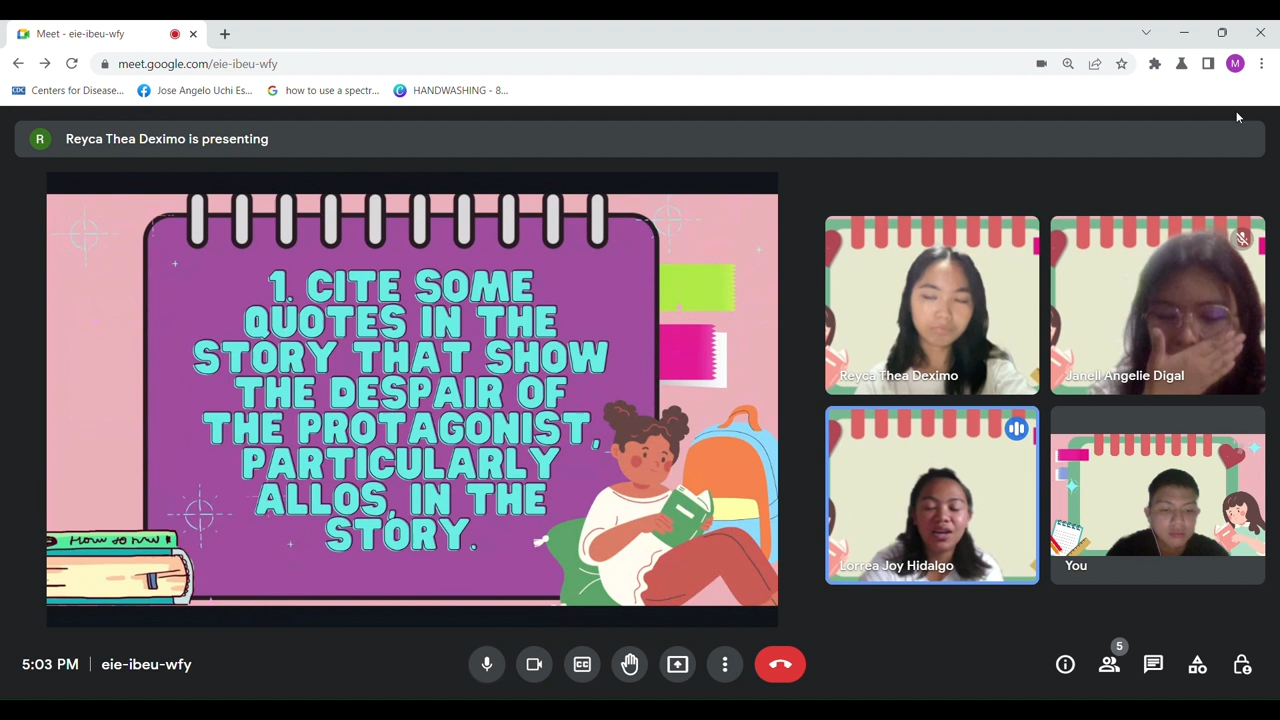 Meet - eie-ibeu-wfy
meet.google.com/eie-ibeu-wfy
M
CDC Centers for Disease...
Jose Angelo Uchi Es...
how to use a spectr...
HANDWASHING - 8...
R Reyca Thea Deximo is presenting
1. CITE SOME
QUOTES IN THE
STORY THAT SHOW
THE DESPAIR OF
THE PROTAGONIST,
PARTICULARLY
ALLOS, IN THE
STORY.
Reyca Thea Deximo
Janell Angelie Digal
Lorrea Joy Hidalgo
You
5:03 PM | eie-ibeu-wfy
5